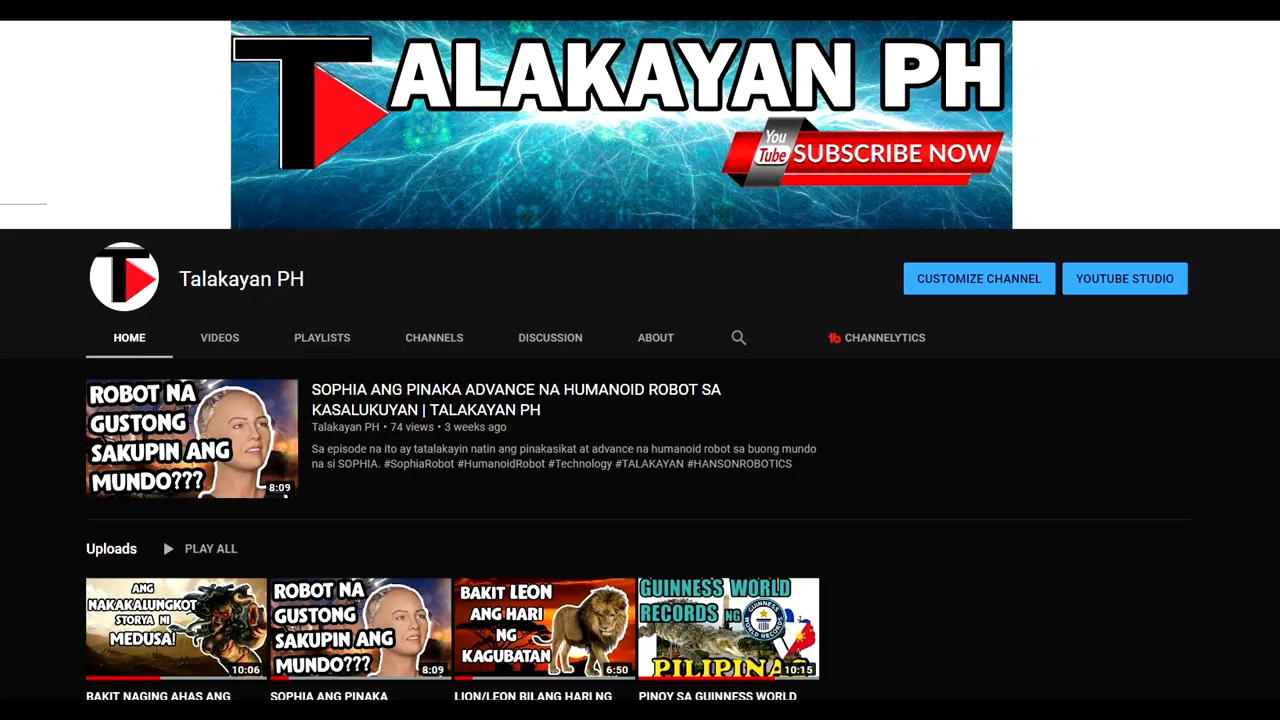 TALAKAYAN PH
You
Tube
SUBSCRIBE NOW
T
Talakayan PH
CUSTOMIZE CHANNEL
YOUTUBE STUDIO
HOME
VIDEOS
PLAYLISTS
CHANNELS
DISCUSSION
ABOUT
tb CHANNELYTICS
ROBOT NA
GUSTONG
SAKUPIN ANG
MUNDO???
8:09
SOPHIA ANG PINAKA ADVANCE NA HUMANOID ROBOT SA
KASALUKUYAN | TALAKAYAN PH
Talakayan PH • 74 views • 3 weeks ago
Sa episode na ito ay tatalakayin natin ang pinakasikat at advance na humanoid robot sa buong mundo
na si SOPHIA. #SophiaRobot #HumanoidRobot #Technology #TALAKAYAN #HANSONROBOTICS
Uploads
PLAY ALL
ANG
NAKAKALUNGKOT
STORYA NI
MEDUSA!
10:06
BAKIT NAGING AHAS ANG
ROBOT NA
GUSTONG
SAKUPIN ANG
MUNDO???
8:09
SOPHIA ANG PINAKA
BAKIT LEON
ANG HARI
NG
KAGUBATAN
6:50
LION/LEON BILANG HARI NG
GUINNESS WORLD
RECORDS NG
GUINNESS
WORLD RECORDS
PILIPINAS
10:15
PINOY SA GUINNESS WORLD